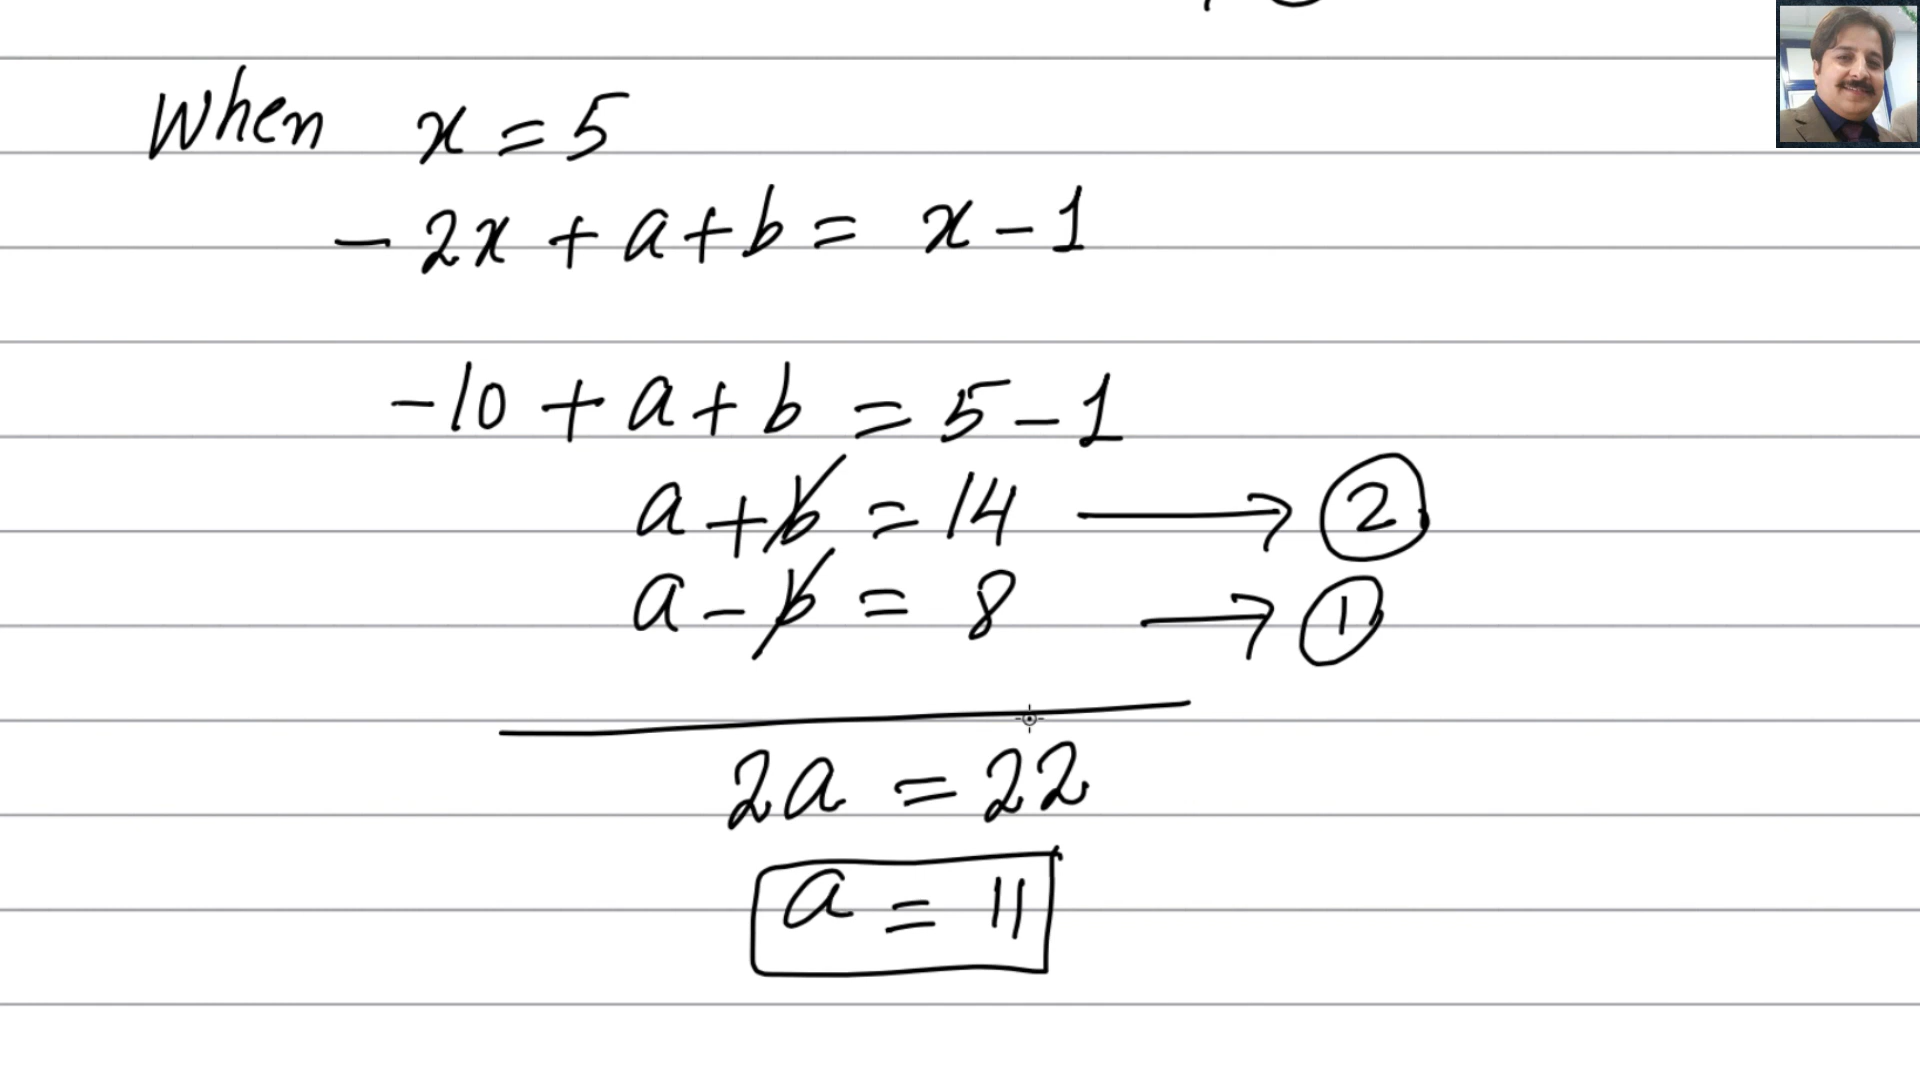 When x = 5
- 2x + a + b = x - 1
-10 + a + b = 5 - 1
a + b = 14 → 2
a - b = 8 → 1
2a = 22
a = 11